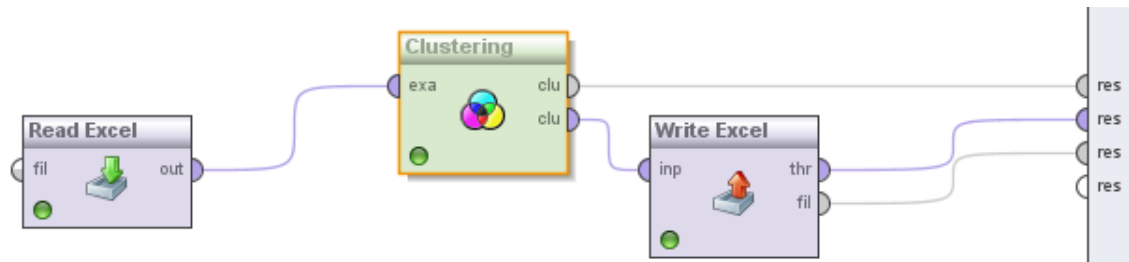 Clustering
exa
clu
clu
Read Excel
fil
out
Write Excel
inp
thr
fil
res
res
res
res